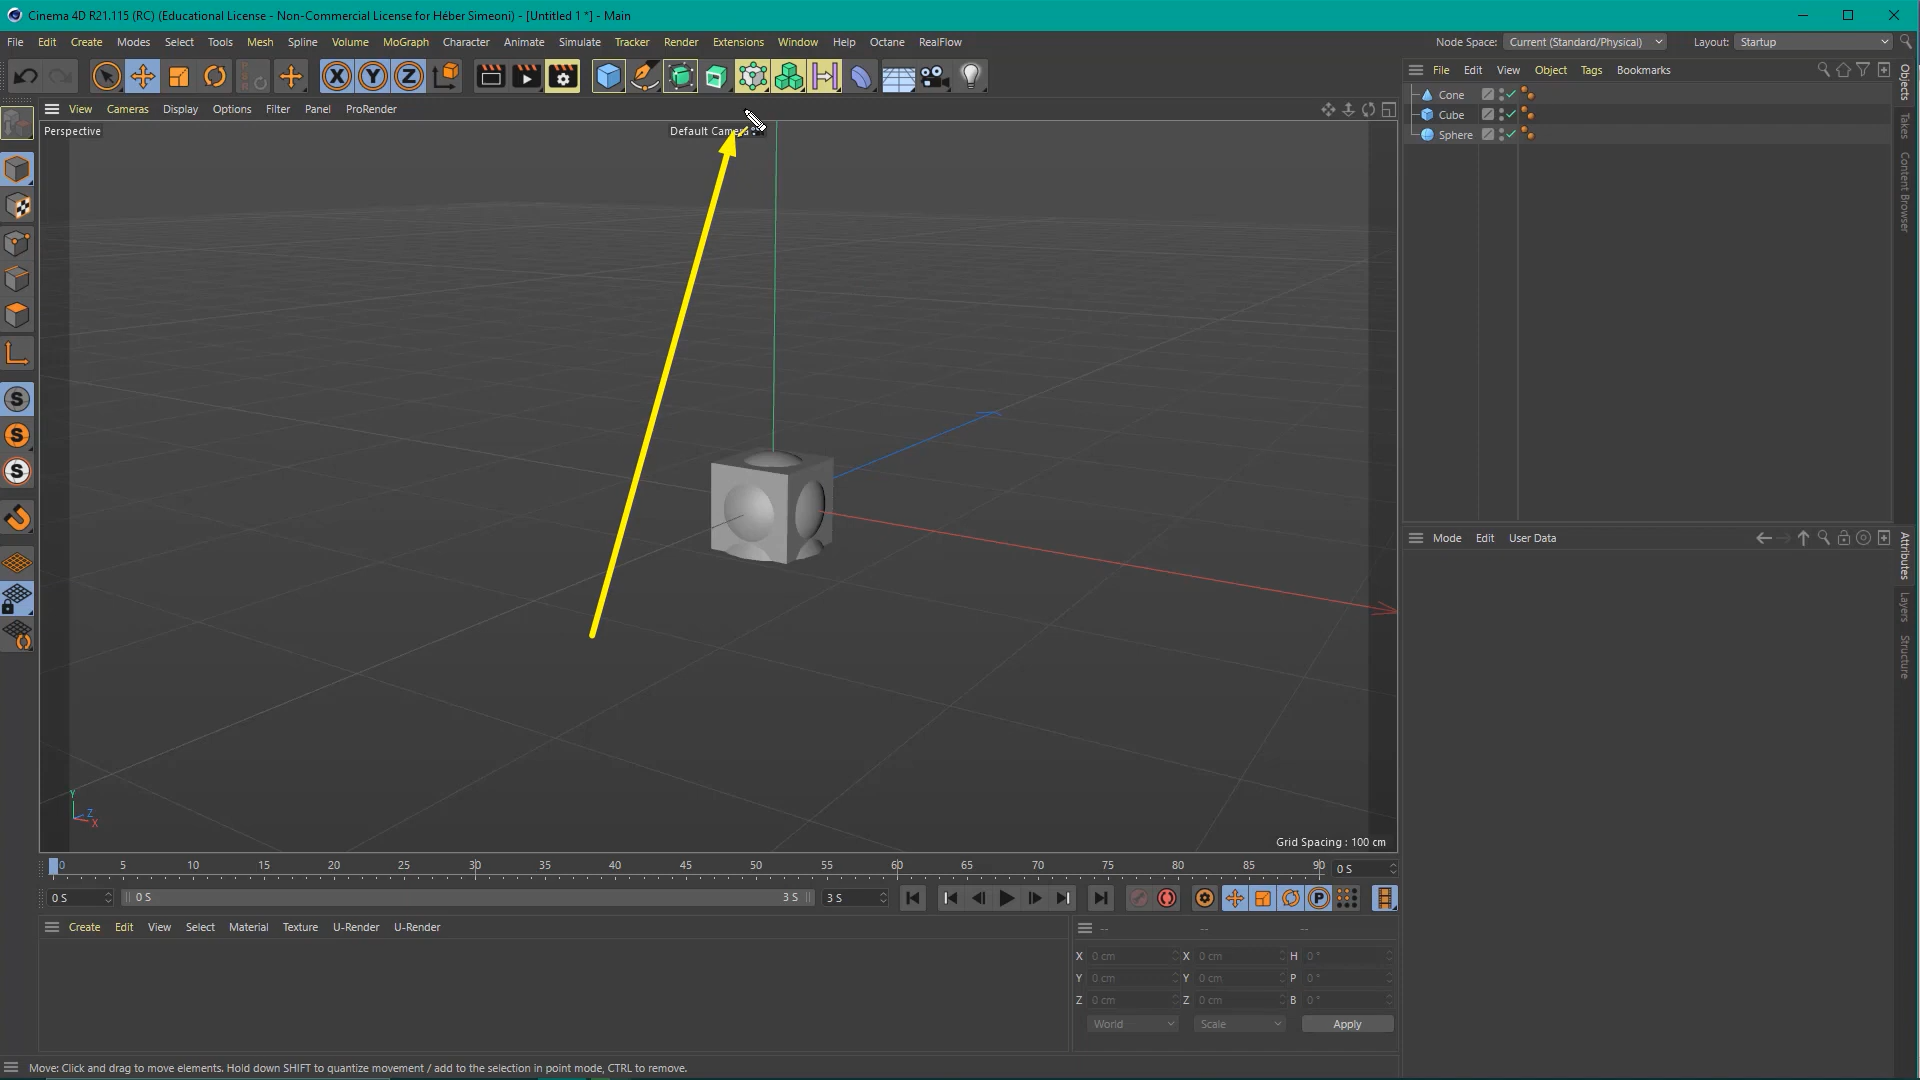 Cinema 4D R21.115 (RC) (Educational License - Non-Commercial License for Héber Simeoni) - [Untitled 1 *] - Main
File Edit Create Modes Select Tools Mesh Spline Volume MoGraph Character Animate Simulate Tracker Render Extensions Window Help Octane RealFlow Node Space: Current (Standard/Physical) Layout: Startup
X Y Z
File Edit View Object Tags Bookmarks
View Cameras Display Options Filter Panel ProRender
Perspective
Default Camera
Cone
Cube
Sphere
Objects
Takes
Content Browser
S
S
S
Mode Edit User Data
Attributes
Layers
Structure
Y
Z
X
Grid Spacing : 100 cm
0 5 10 15 20 25 30 35 40 45 50 55 60 65 70 75 80 85 90 0 S
0 S 0 S 3 S 3 S P
Create Edit View Select Material Texture U-Render U-Render
-- -- --
X 0 cm X 0 cm H 0 °
Y 0 cm Y 0 cm P 0 °
Z 0 cm Z 0 cm B 0 °
World Scale Apply
Move: Click and drag to move elements. Hold down SHIFT to quantize movement / add to the selection in point mode, CTRL to remove.